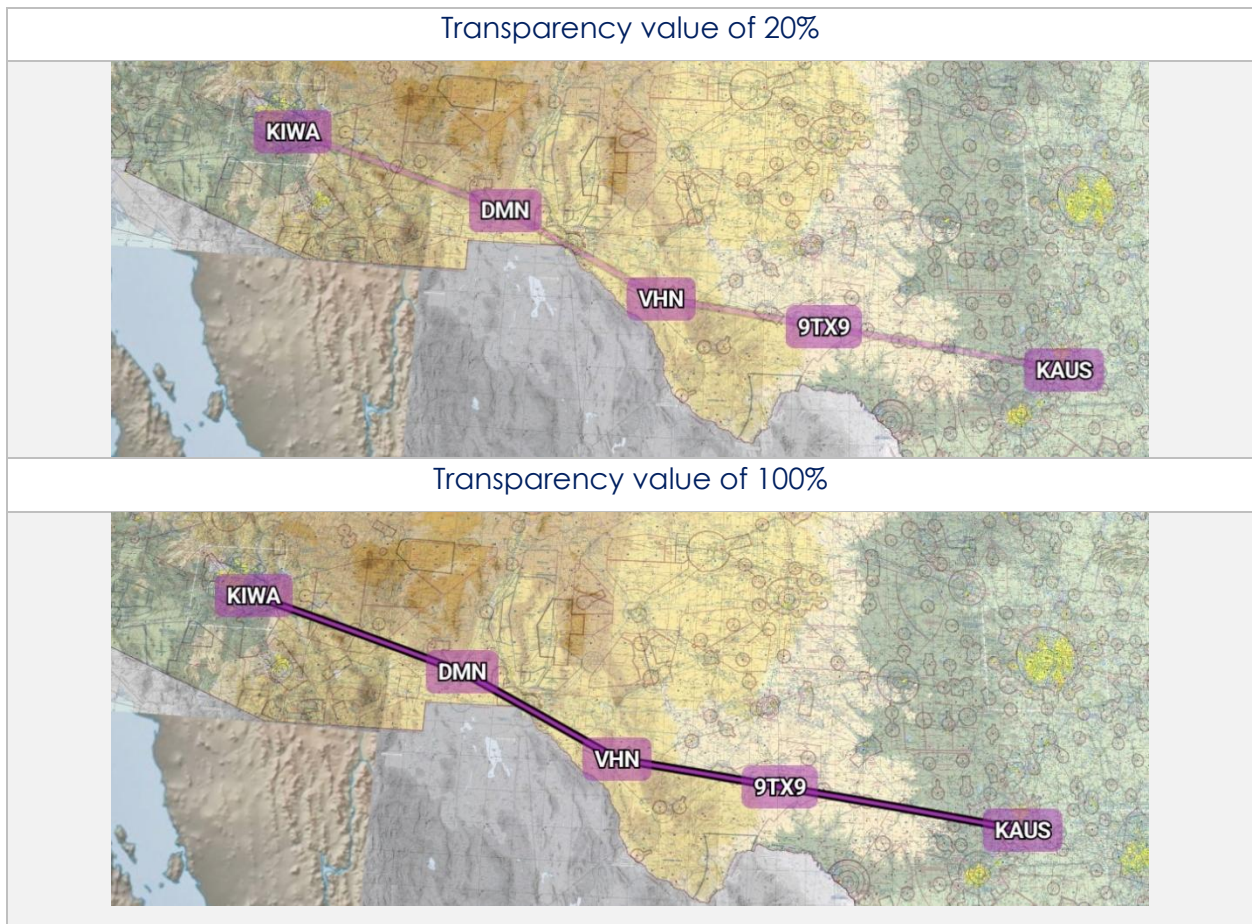 Transparency value of 20%
KIWA
DMN
VHN
9TX9
KAUS
Transparency value of 100%
KIWA
DMN
VHN
9TX9
KAUS